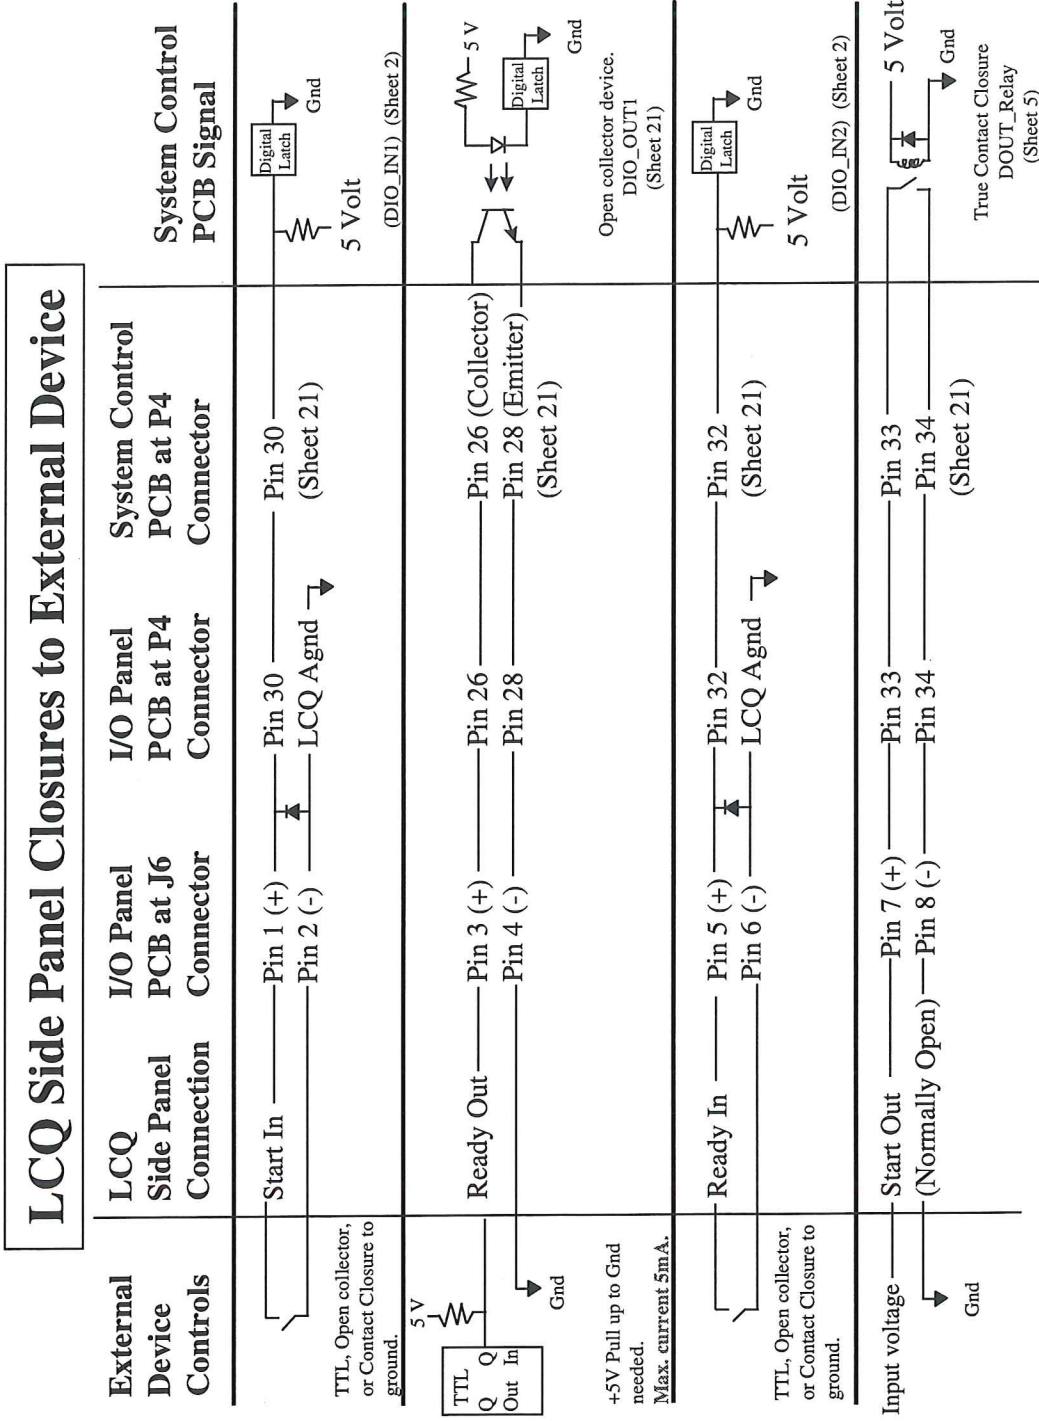 LCQ Side Panel Closures to External Device
External
Device
Controls
LCQ
Side Panel
Connection
I/O Panel
PCB at J6
Connector
I/O Panel
PCB at P4
Connector
System Control
PCB at P4
Connector
System Control
PCB Signal
TTL, Open collector,
or Contact Closure to
ground.
Start In
Pin 1 (+)
Pin 2 (-)
Pin 30
LCQ Agnd
Pin 30
(Sheet 21)
Digital
Latch
Gnd
5 Volt
(DIO_IN1) (Sheet 2)
5 V
TTL
Q Q
Out In
Gnd
+5V Pull up to Gnd
needed.
Max. current 5mA.
Ready Out
Pin 3 (+)
Pin 4 (-)
Pin 26
Pin 28
Pin 26 (Collector)
Pin 28 (Emitter)
(Sheet 21)
5 V
Digital
Latch
Gnd
Open collector device.
DIO_OUT1
(Sheet 21)
TTL, Open collector,
or Contact Closure to
ground.
Ready In
Pin 5 (+)
Pin 6 (-)
Pin 32
LCQ Agnd
Pin 32
(Sheet 21)
Digital
Latch
Gnd
5 Volt
(DIO_IN2) (Sheet 2)
Input voltage
Gnd
Start Out
(Normally Open)
Pin 7 (+)
Pin 8 (-)
Pin 33
Pin 34
Pin 33
Pin 34
(Sheet 21)
5 Volt
Gnd
True Contact Closure
DOUT_Relay
(Sheet 5)